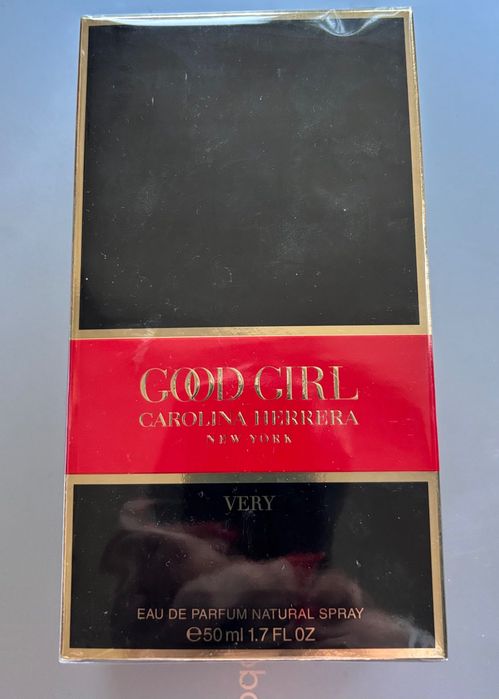 GOOD GIRL
CAROLINA HERRERA
NEW YORK
VERY
EAU DE PARFUM NATURAL SPRAY
℮50 ml 1.7 FL OZ